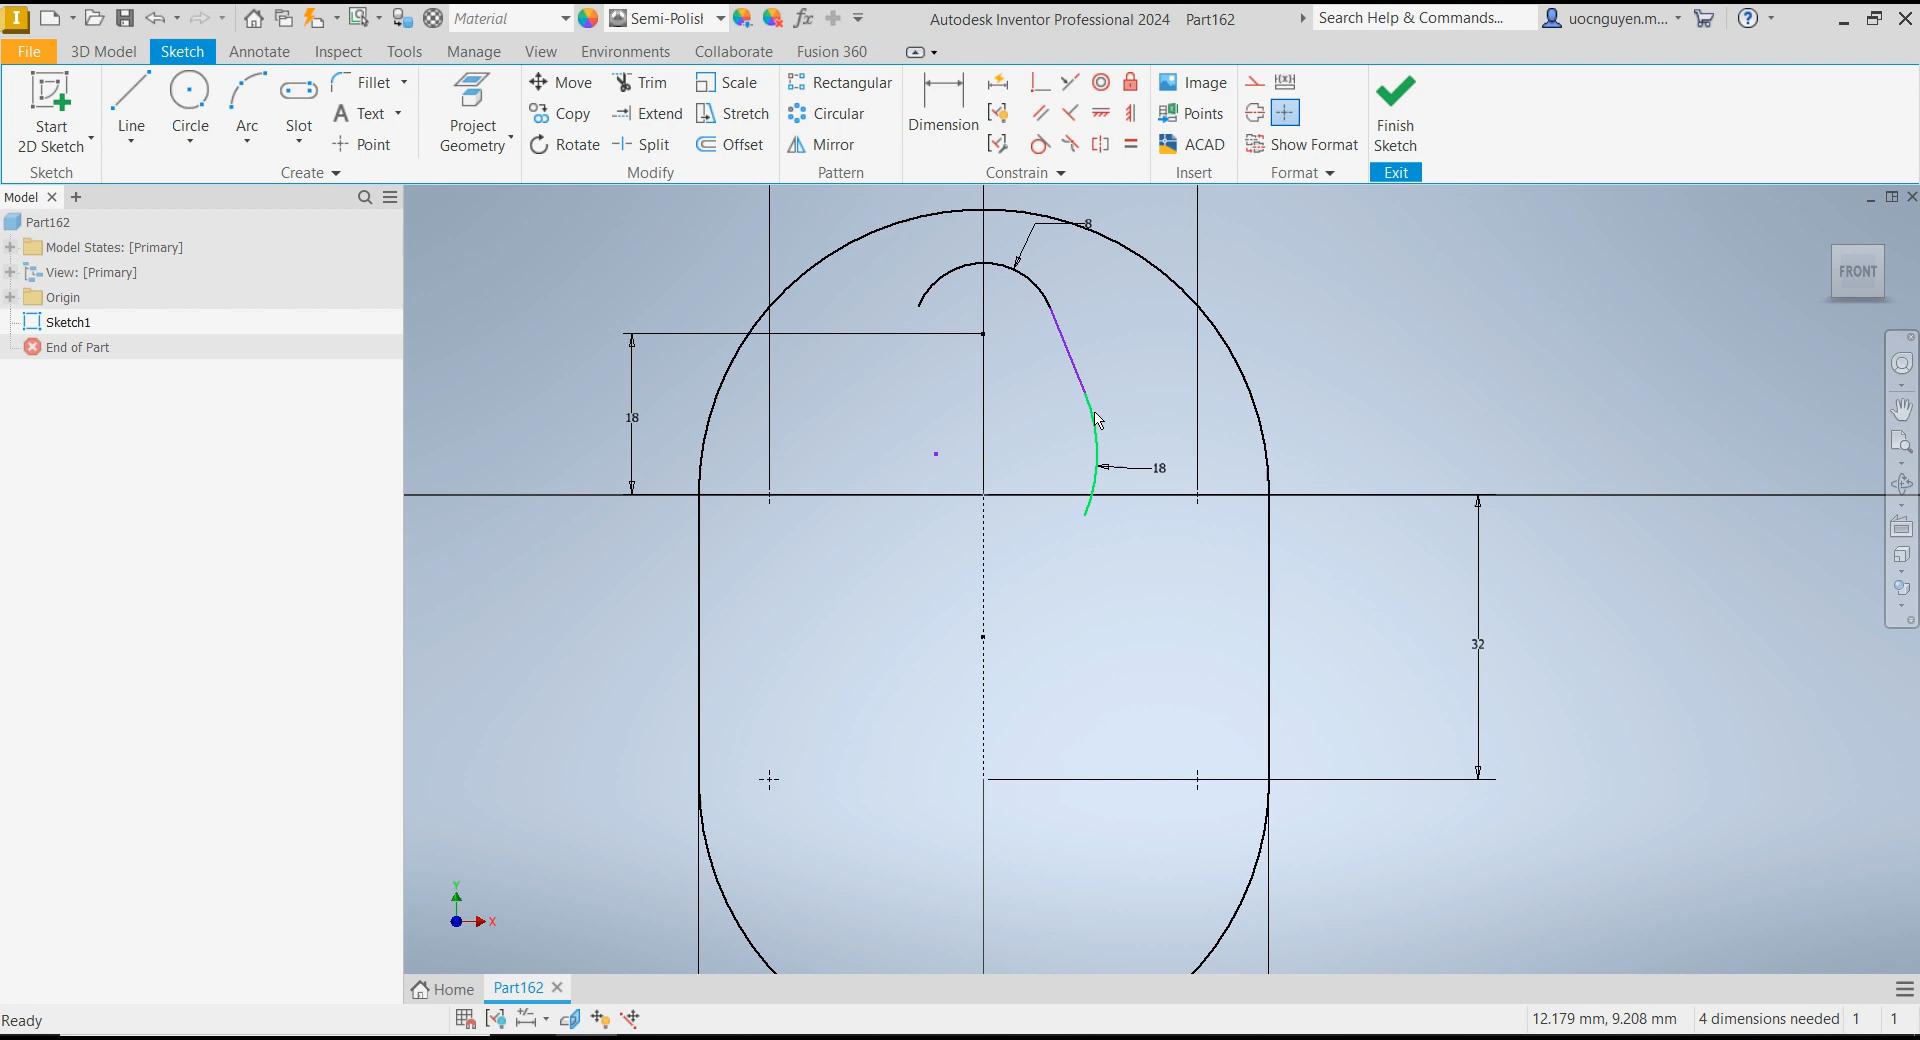 Material
Semi-Polisl
fx
Autodesk Inventor Professional 2024 Part162
Search Help & Commands...
uocnguyen.m...
File 3D Model Sketch Annotate Inspect Tools Manage View Environments Collaborate Fusion 360
Start
2D Sketch
Line
Circle
Arc
Slot
Fillet
Text
Point
Project
Geometry
Move
Copy
Rotate
Trim
Extend
Split
Scale
Stretch
Offset
Rectangular
Circular
Mirror
Dimension
Image
Points
ACAD
Show Format
Finish
Sketch
Sketch Create Modify Pattern Constrain Insert Format Exit
Model
Part162
Model States: [Primary]
View: [Primary]
Origin
Sketch1
End of Part
8
18
18
32
FRONT
Y
X
Home Part162
Ready
12.179 mm, 9.208 mm 4 dimensions needed 1 1